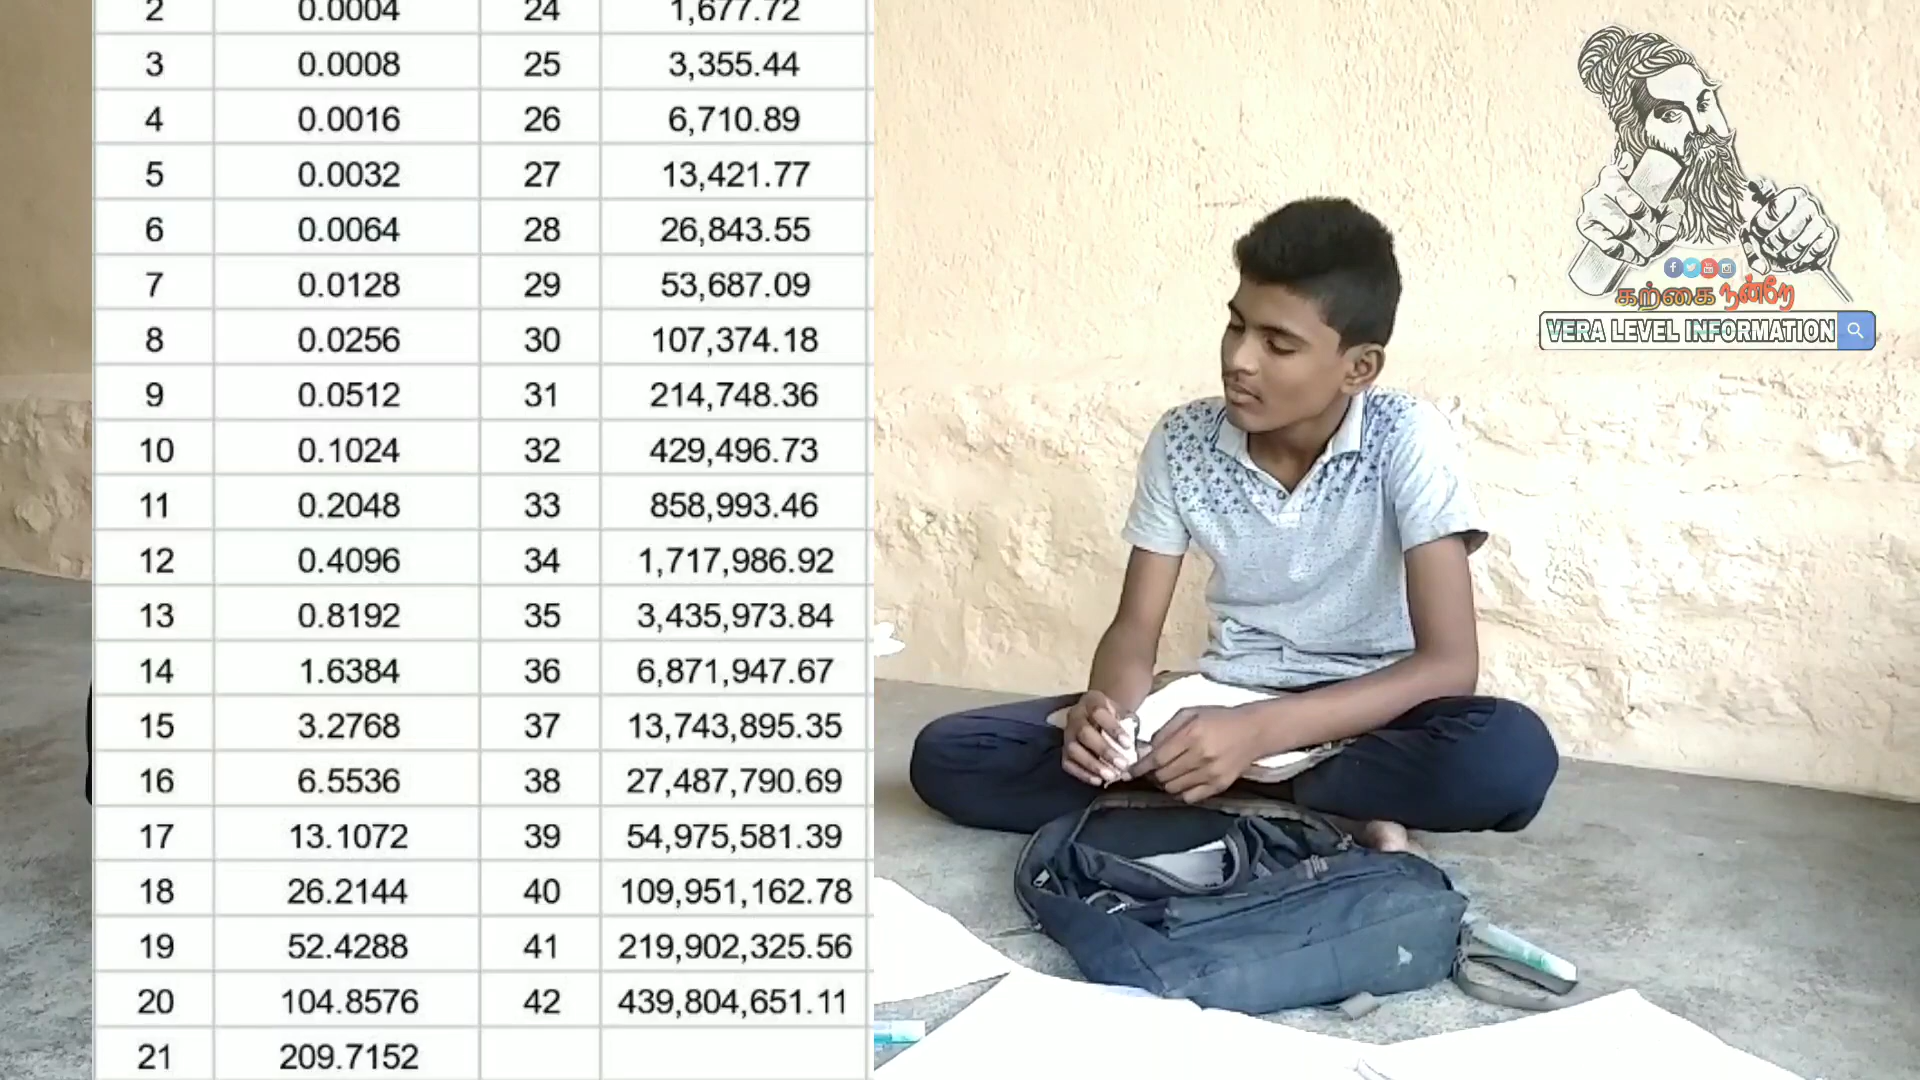 2 0.0004 24 1,677.72
3 0.0008 25 3,355.44
4 0.0016 26 6,710.89
5 0.0032 27 13,421.77
6 0.0064 28 26,843.55
7 0.0128 29 53,687.09
8 0.0256 30 107,374.18
9 0.0512 31 214,748.36
10 0.1024 32 429,496.73
11 0.2048 33 858,993.46
12 0.4096 34 1,717,986.92
13 0.8192 35 3,435,973.84
14 1.6384 36 6,871,947.67
15 3.2768 37 13,743,895.35
16 6.5536 38 27,487,790.69
17 13.1072 39 54,975,581.39
18 26.2144 40 109,951,162.78
19 52.4288 41 219,902,325.56
20 104.8576 42 439,804,651.11
21 209.7152
கற்கை நன்றே
VERA LEVEL INFORMATION